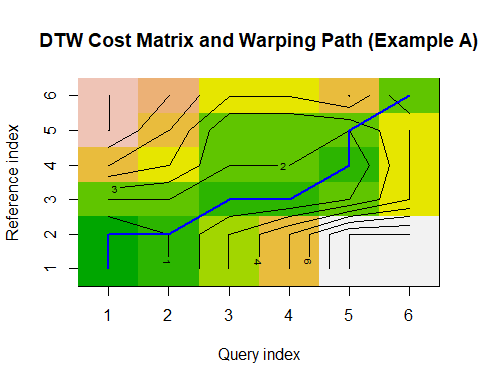 DTW Cost Matrix and Warping Path (Example A)
Reference index
6
5
4
3
2
1
2
3
1
4
6
1 2 3 4 5 6
Query index